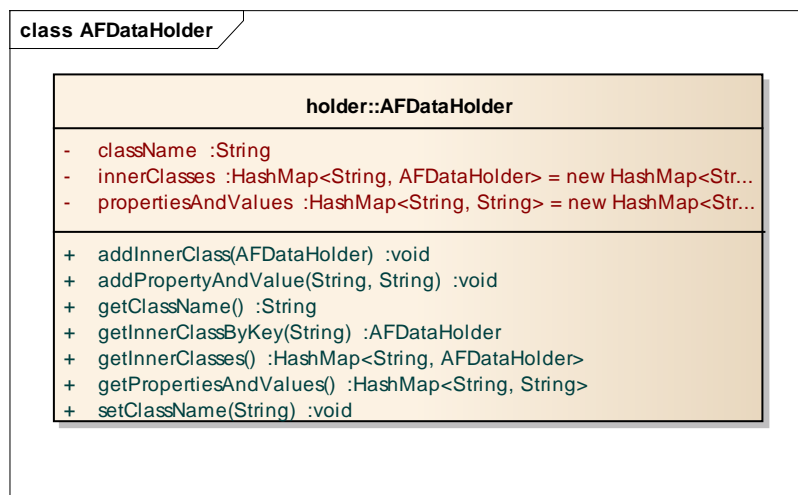 class AFDataHolder
holder::AFDataHolder
- className :String
- innerClasses :HashMap<String, AFDataHolder> = new HashMap<Str...
- propertiesAndValues :HashMap<String, String> = new HashMap<Str...
+ addInnerClass(AFDataHolder) :void
+ addPropertyAndValue(String, String) :void
+ getClassName() :String
+ getInnerClassByKey(String) :AFDataHolder
+ getInnerClasses() :HashMap<String, AFDataHolder>
+ getPropertiesAndValues() :HashMap<String, String>
+ setClassName(String) :void